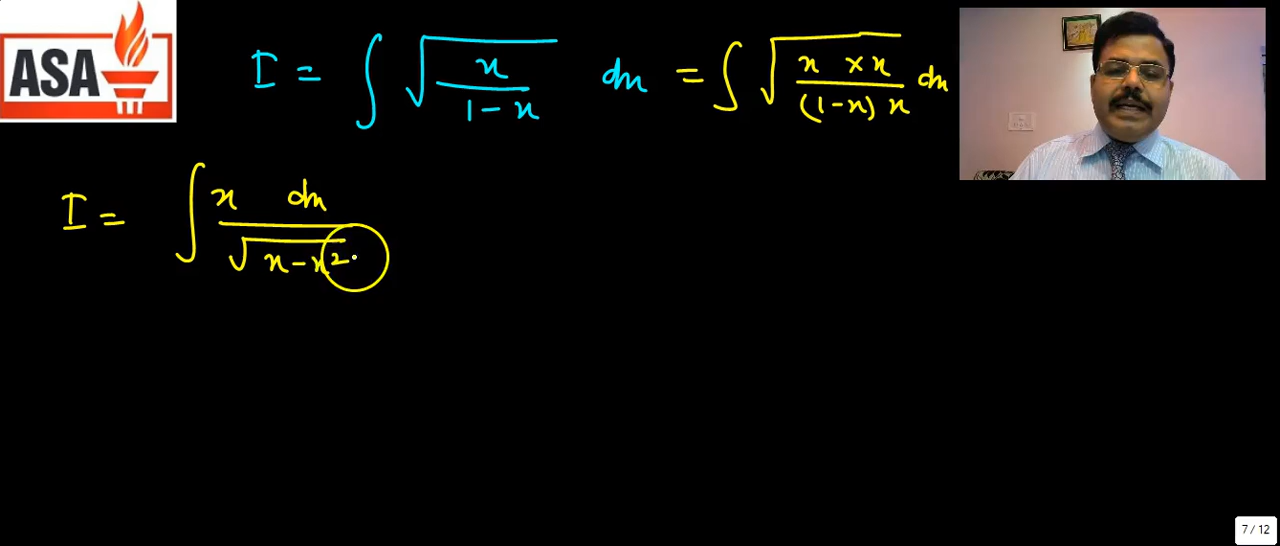 ASA
I = ∫ √(x / (1 - x)) dx = ∫ √((x × x) / ((1 - x) x)) dx
I = ∫ (x dx) / √(x - x²)
7 / 12